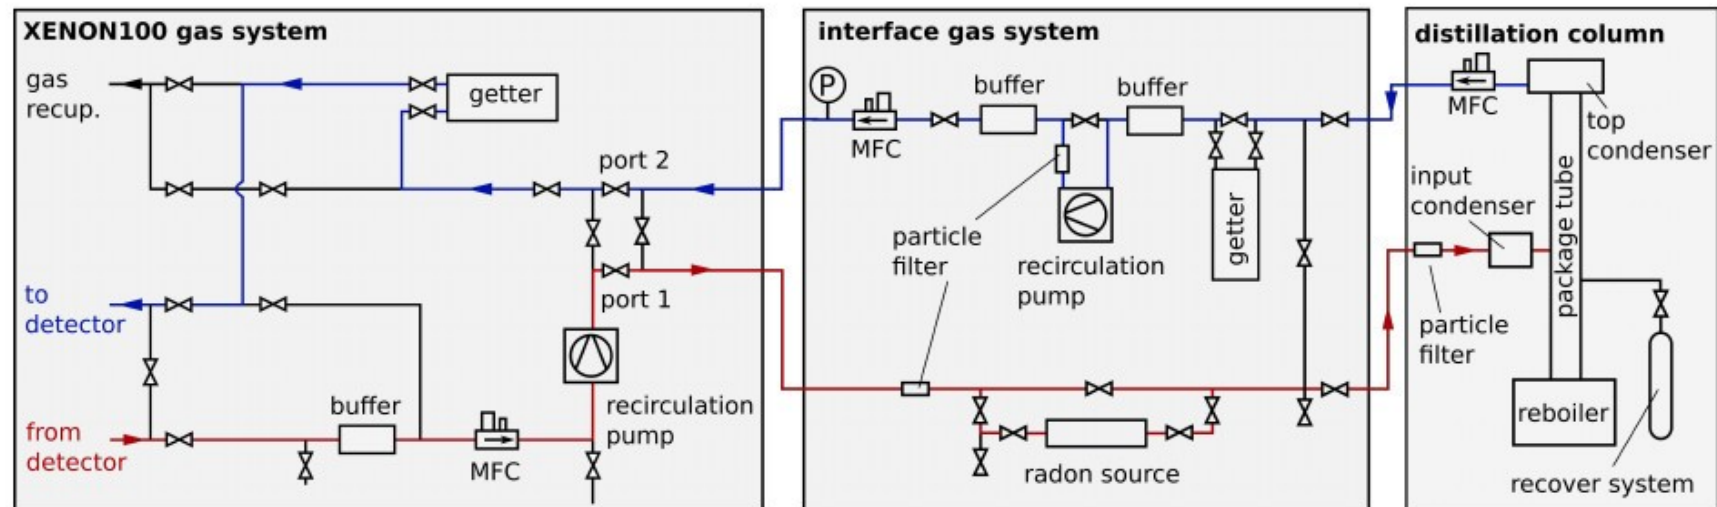 XENON100 gas system
gas
recup.
getter
port 2
to
detector
port 1
buffer
recirculation
pump
from
detector
MFC
interface gas system
P
buffer
buffer
MFC
particle
filter
recirculation
pump
getter
radon source
distillation column
MFC
top
condenser
input
condenser
package tube
particle
filter
reboiler
recover system